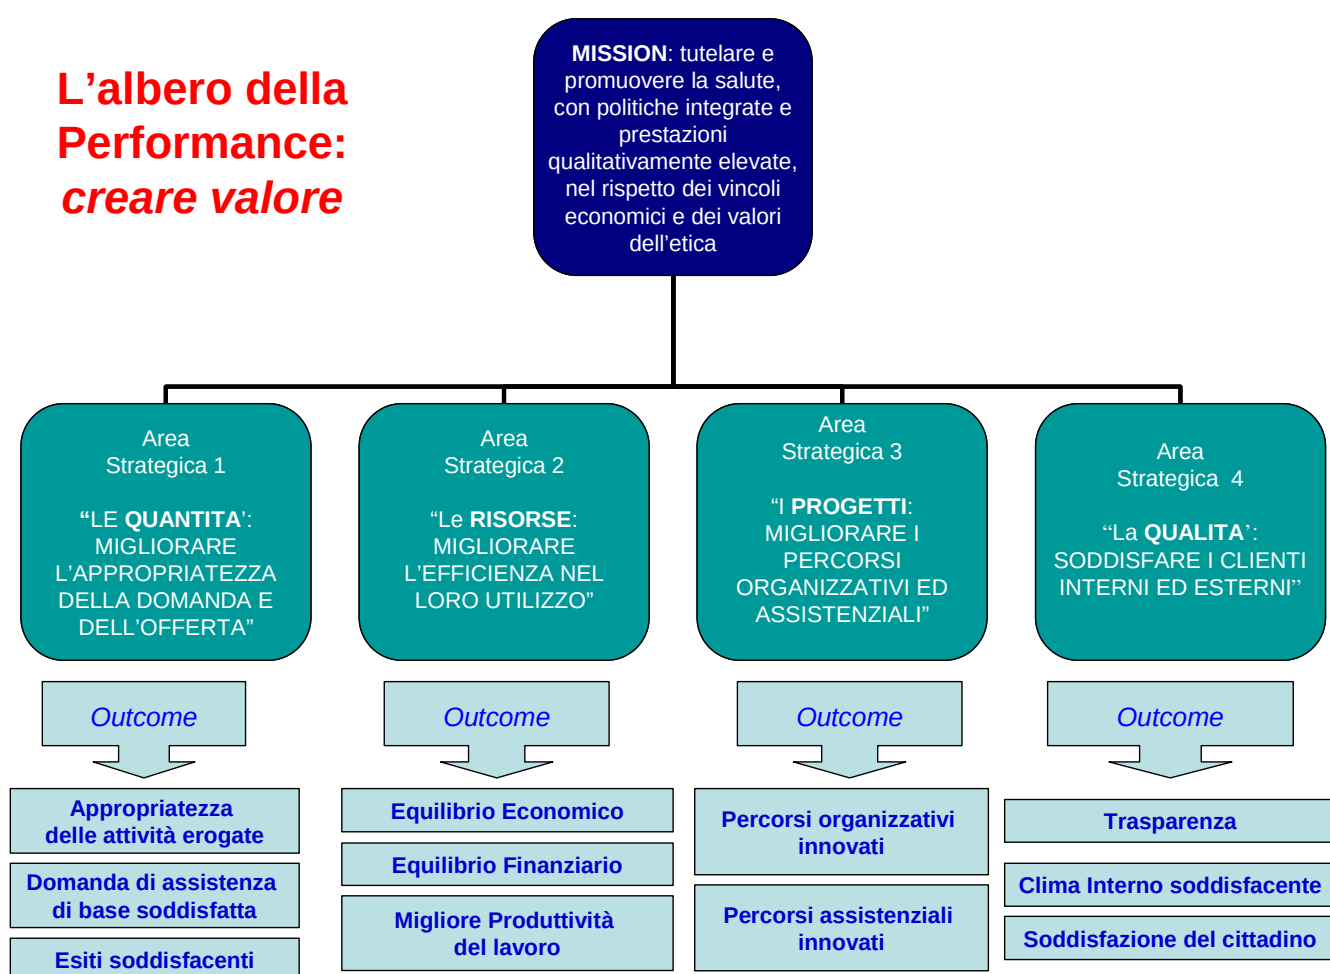 L’albero della
Performance:
creare valore
MISSION: tutelare e
promuovere la salute,
con politiche integrate e
prestazioni
qualitativamente elevate,
nel rispetto dei vincoli
economici e dei valori
dell’etica
Area
Strategica 1
“LE QUANTITA’:
MIGLIORARE
L’APPROPRIATEZZA
DELLA DOMANDA E
DELL’OFFERTA”
Area
Strategica 2
“Le RISORSE:
MIGLIORARE
L’EFFICIENZA NEL
LORO UTILIZZO”
Area
Strategica 3
“I PROGETTI:
MIGLIORARE I
PERCORSI
ORGANIZZATIVI ED
ASSISTENZIALI”
Area
Strategica 4
“La QUALITA’:
SODDISFARE I CLIENTI
INTERNI ED ESTERNI”
Outcome
Outcome
Outcome
Outcome
Appropriatezza
delle attività erogate
Domanda di assistenza
di base soddisfatta
Esiti soddisfacenti
Equilibrio Economico
Equilibrio Finanziario
Migliore Produttività
del lavoro
Percorsi organizzativi
innovati
Percorsi assistenziali
innovati
Trasparenza
Clima Interno soddisfacente
Soddisfazione del cittadino